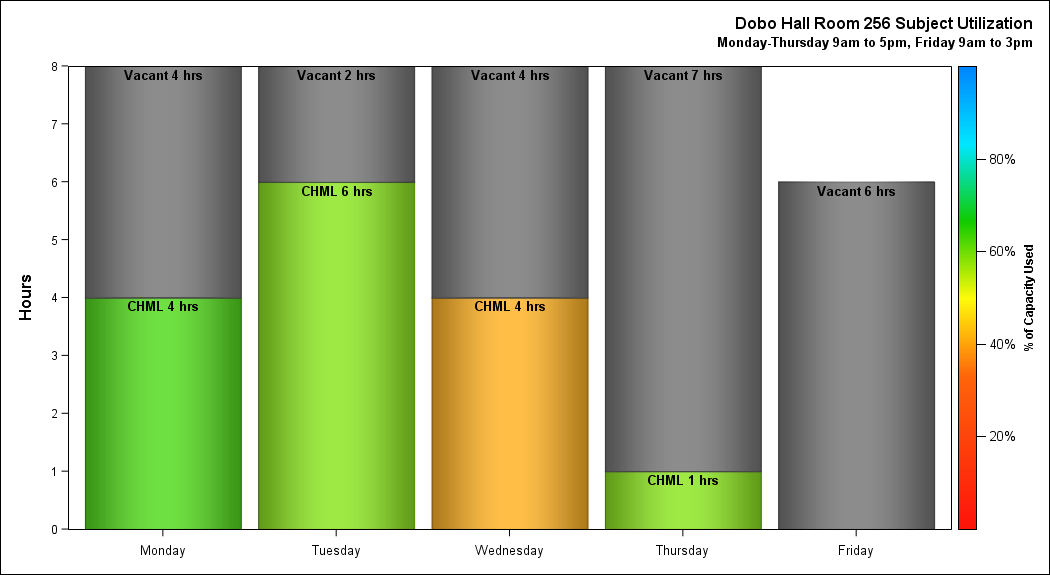 Dobo Hall Room 256 Subject Utilization
Monday-Thursday 9am to 5pm, Friday 9am to 3pm
8
7
6
5
4
3
2
1
0
Hours
Vacant 4 hrs
CHML 4 hrs
Vacant 2 hrs
CHML 6 hrs
Vacant 4 hrs
CHML 4 hrs
Vacant 7 hrs
CHML 1 hrs
Vacant 6 hrs
Monday
Tuesday
Wednesday
Thursday
Friday
80%
60%
40%
20%
% of Capacity Used